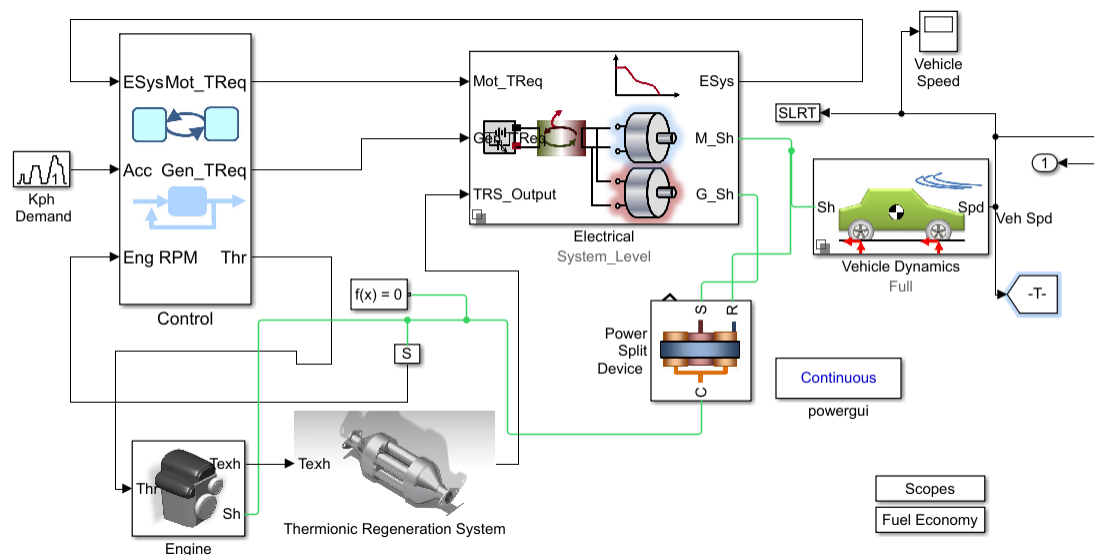 Vehicle
Speed
ESys
Mot_TReq
Mot_TReq
ESys
SLRT
Gen_TReq
M_Sh
1
Kph
Demand
Acc
Gen_TReq
TRS_Output
G_Sh
Sh
Spd
Veh Spd
Electrical
System_Level
Eng RPM
Thr
Vehicle Dynamics
Full
f(x) = 0
-T-
Control
S
R
Power
Split
Device
C
S
Continuous
powergui
Texh
Texh
Thr
Sh
Thermionic Regeneration System
Engine
Scopes
Fuel Economy